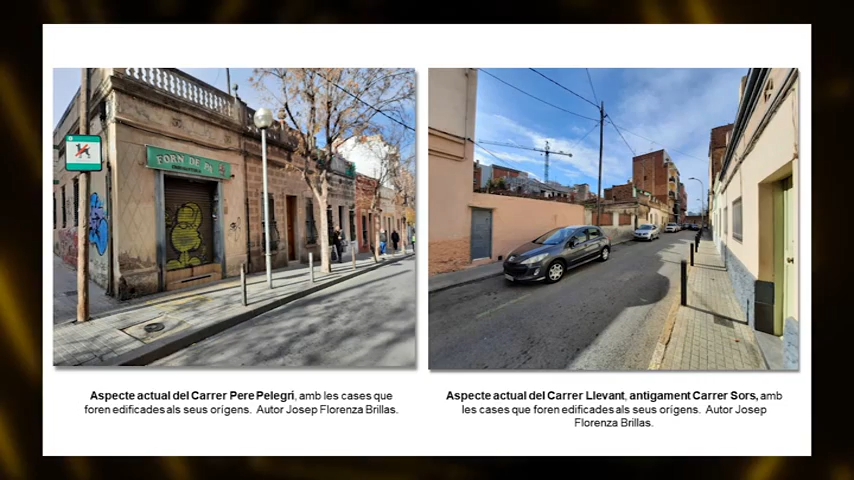 FORN DE PA
Aspecte actual del Carrer Pere Pelegrí, amb les cases que
foren edificades als seus orígens. Autor Josep Florenza Brillas.
Aspecte actual del Carrer Llevant, antigament Carrer Sors, amb
les cases que foren edificades als seus orígens. Autor Josep
Florenza Brillas.